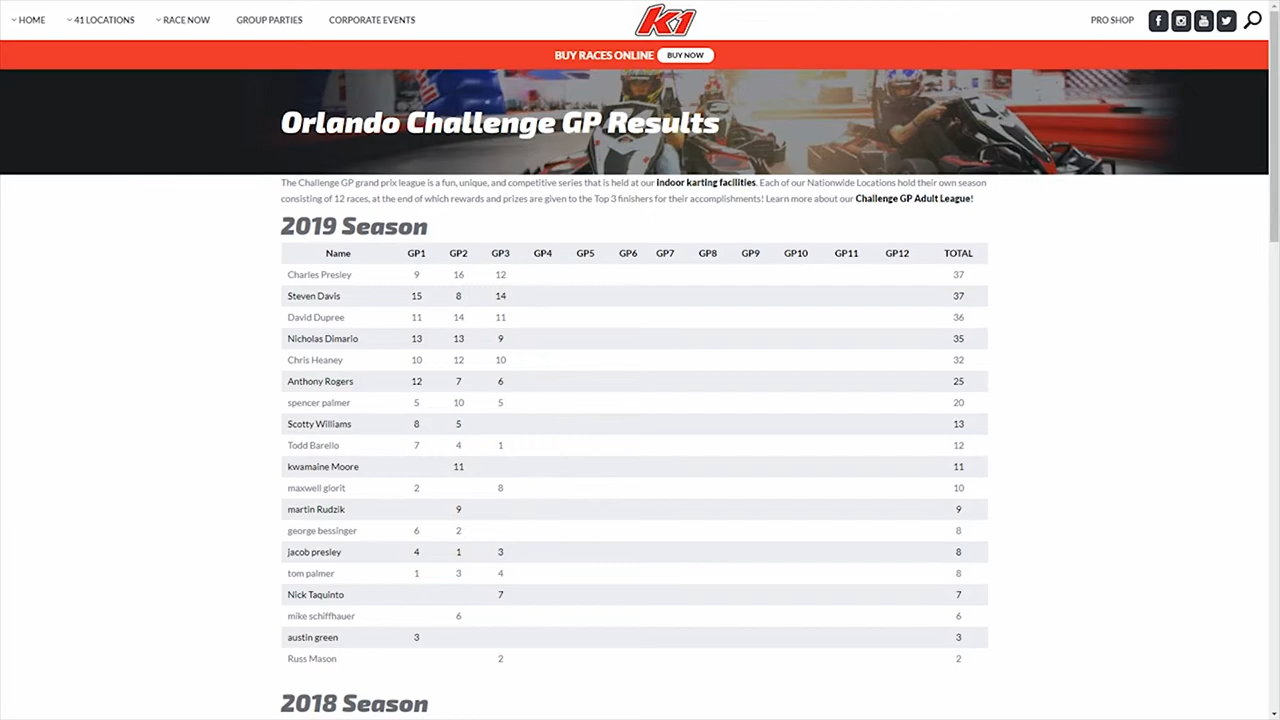 HOME 41 LOCATIONS RACE NOW GROUP PARTIES CORPORATE EVENTS K1 PRO SHOP
BUY RACES ONLINE BUY NOW
Orlando Challenge GP Results
The Challenge GP grand prix league is a fun, unique, and competitive series that is held at our indoor karting facilities. Each of our Nationwide Locations hold their own season
consisting of 12 races, at the end of which rewards and prizes are given to the Top 3 finishers for their accomplishments! Learn more about our Challenge GP Adult League!
2019 Season
Name GP1 GP2 GP3 GP4 GP5 GP6 GP7 GP8 GP9 GP10 GP11 GP12 TOTAL
Charles Presley 9 16 12 37
Steven Davis 15 8 14 37
David Dupree 11 14 11 36
Nicholas Dimario 13 13 9 35
Chris Heaney 10 12 10 32
Anthony Rogers 12 7 6 25
spencer palmer 5 10 5 20
Scotty Williams 8 5 13
Todd Barello 7 4 1 12
kwamaine Moore 11 11
maxwell glorit 2 8 10
martin Rudzik 9 9
george bessinger 6 2 8
jacob presley 4 1 3 8
tom palmer 1 3 4 8
Nick Taquinto 7 7
mike schiffhauer 6 6
austin green 3 3
Russ Mason 2 2
2018 Season